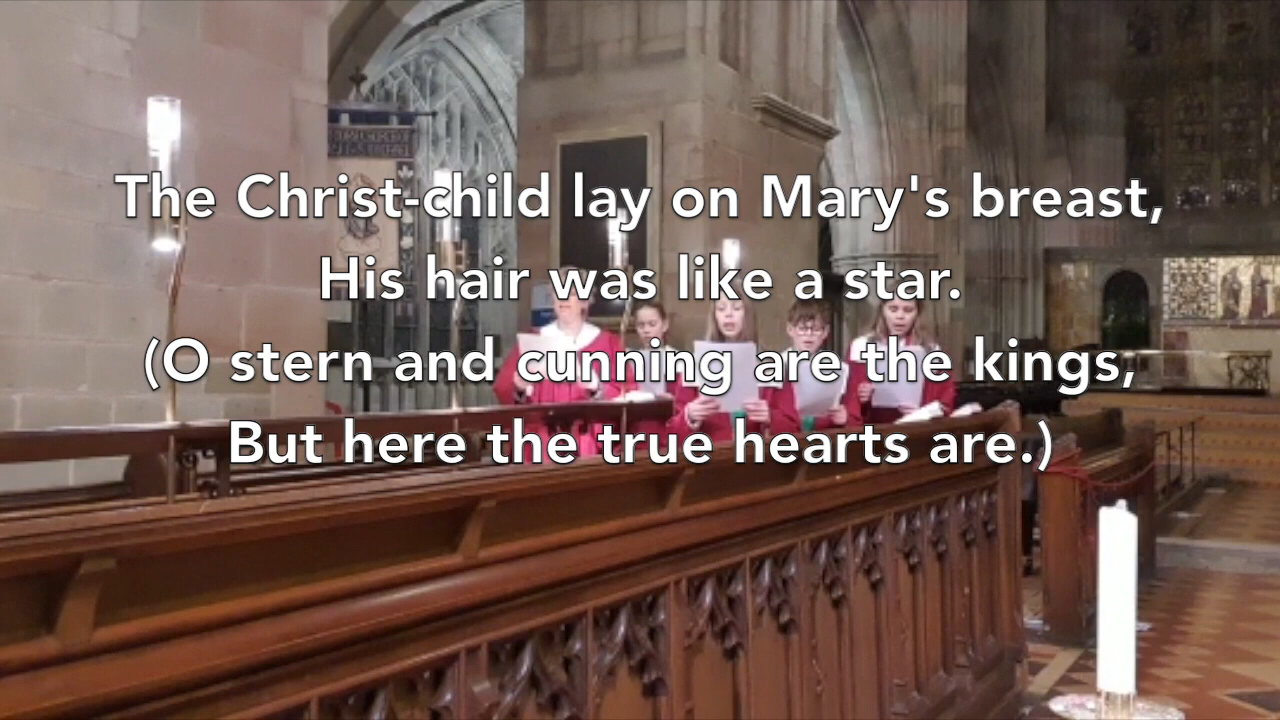 The Christ-child lay on Mary's breast,
His hair was like a star.
(O stern and cunning are the kings,
But here the true hearts are.)